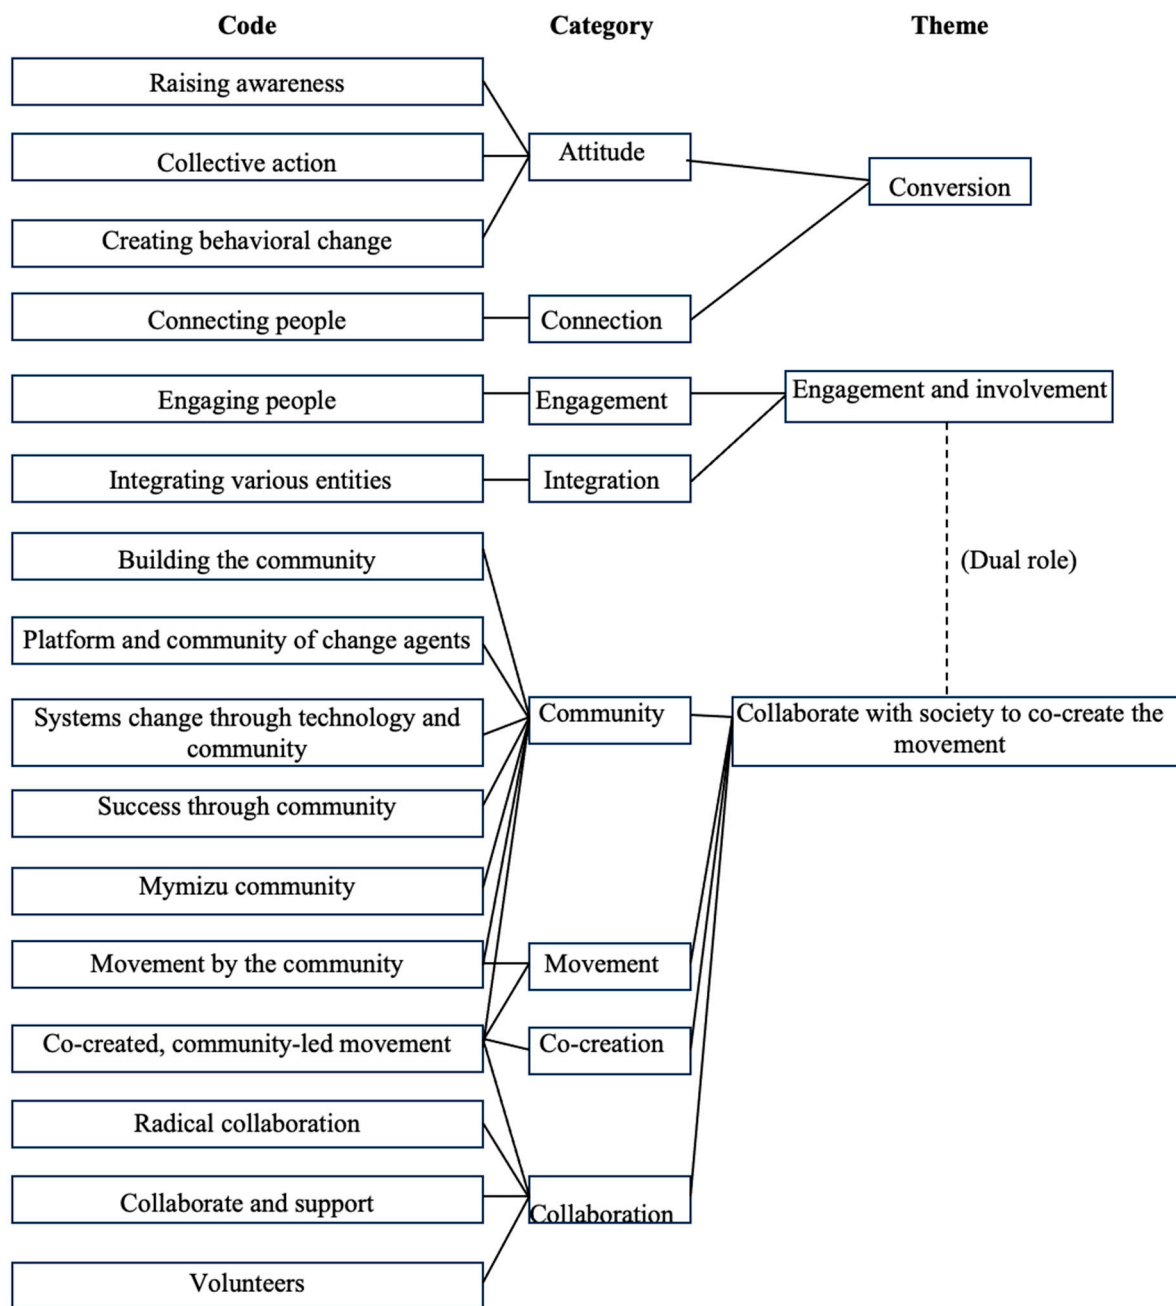 Code
Category
Theme
Raising awareness
Collective action
Creating behavioral change
Connecting people
Engaging people
Integrating various entities
Building the community
Platform and community of change agents
Systems change through technology and
community
Success through community
Mymizu community
Movement by the community
Co-created, community-led movement
Radical collaboration
Collaborate and support
Volunteers
Attitude
Connection
Engagement
Integration
Community
Movement
Co-creation
Collaboration
Conversion
Engagement and involvement
(Dual role)
Collaborate with society to co-create the
movement